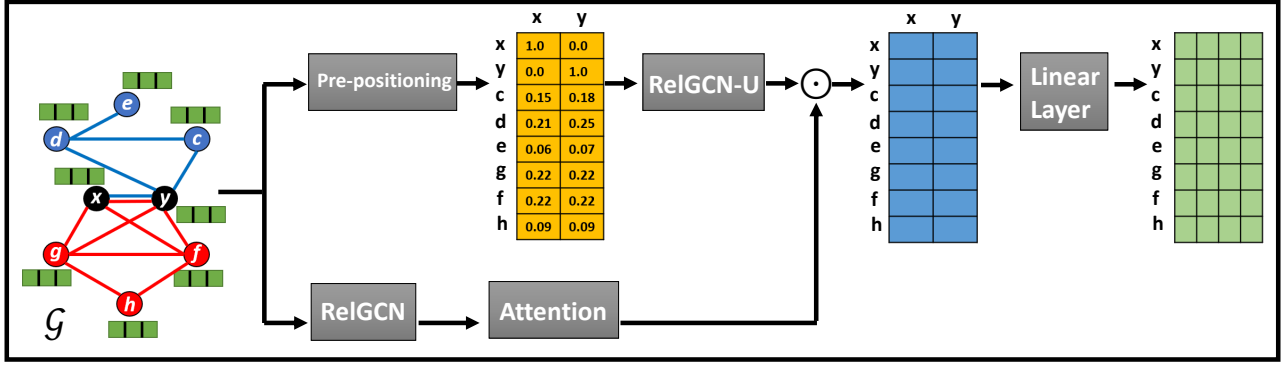 e
d
c
x
y
g
f
h
𝒢
Pre-positioning
x y
x 1.0 0.0
y 0.0 1.0
c 0.15 0.18
d 0.21 0.25
e 0.06 0.07
g 0.22 0.22
f 0.22 0.22
h 0.09 0.09
RelGCN-U
RelGCN
Attention
x y
x
y
c
d
e
g
f
h
Linear
Layer
x
y
c
d
e
g
f
h